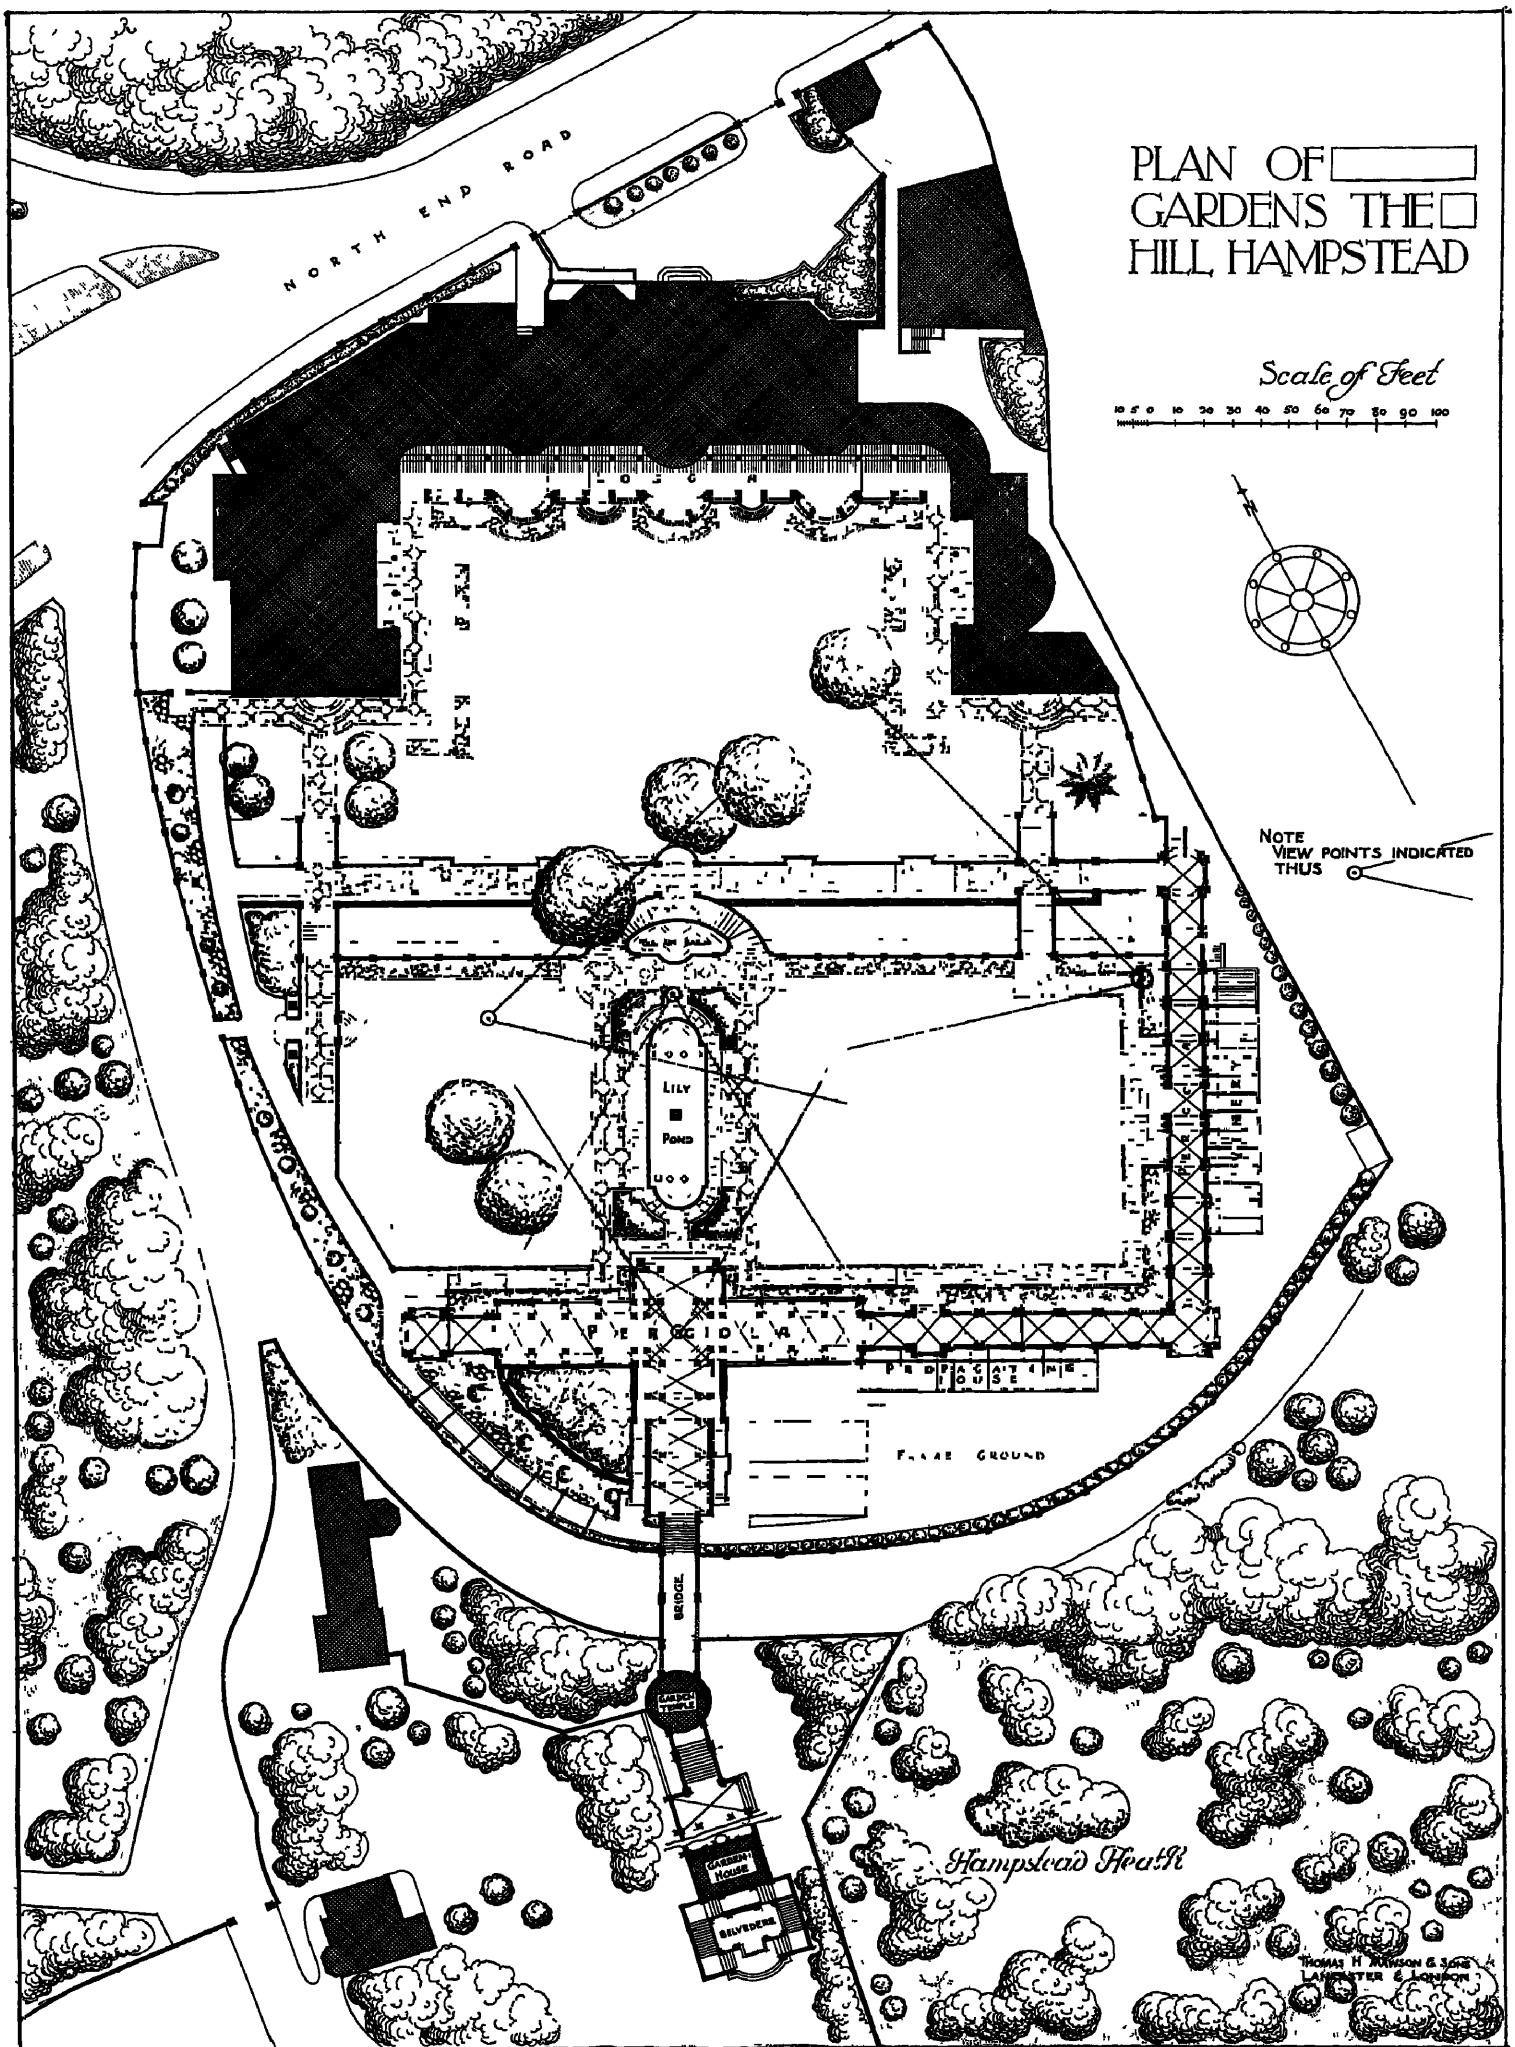 PLAN OF
GARDENS THE
HILL HAMPSTEAD
Scale of Feet
10 5 0 10 20 30 40 50 60 70 80 90 100
N
NOTE
VIEW POINTS INDICATED
THUS
NORTH END ROAD
LILY
POND
PERGOLA
PERGOLA
VINERY
PROPAGATING
HOUSE
FRAME GROUND
BRIDGE
GARDEN
TEMPLE
GARDEN
HOUSE
BELVEDERE
Hampstead Heath
THOMAS H MAWSON & SONS
LANCASTER & LONDON